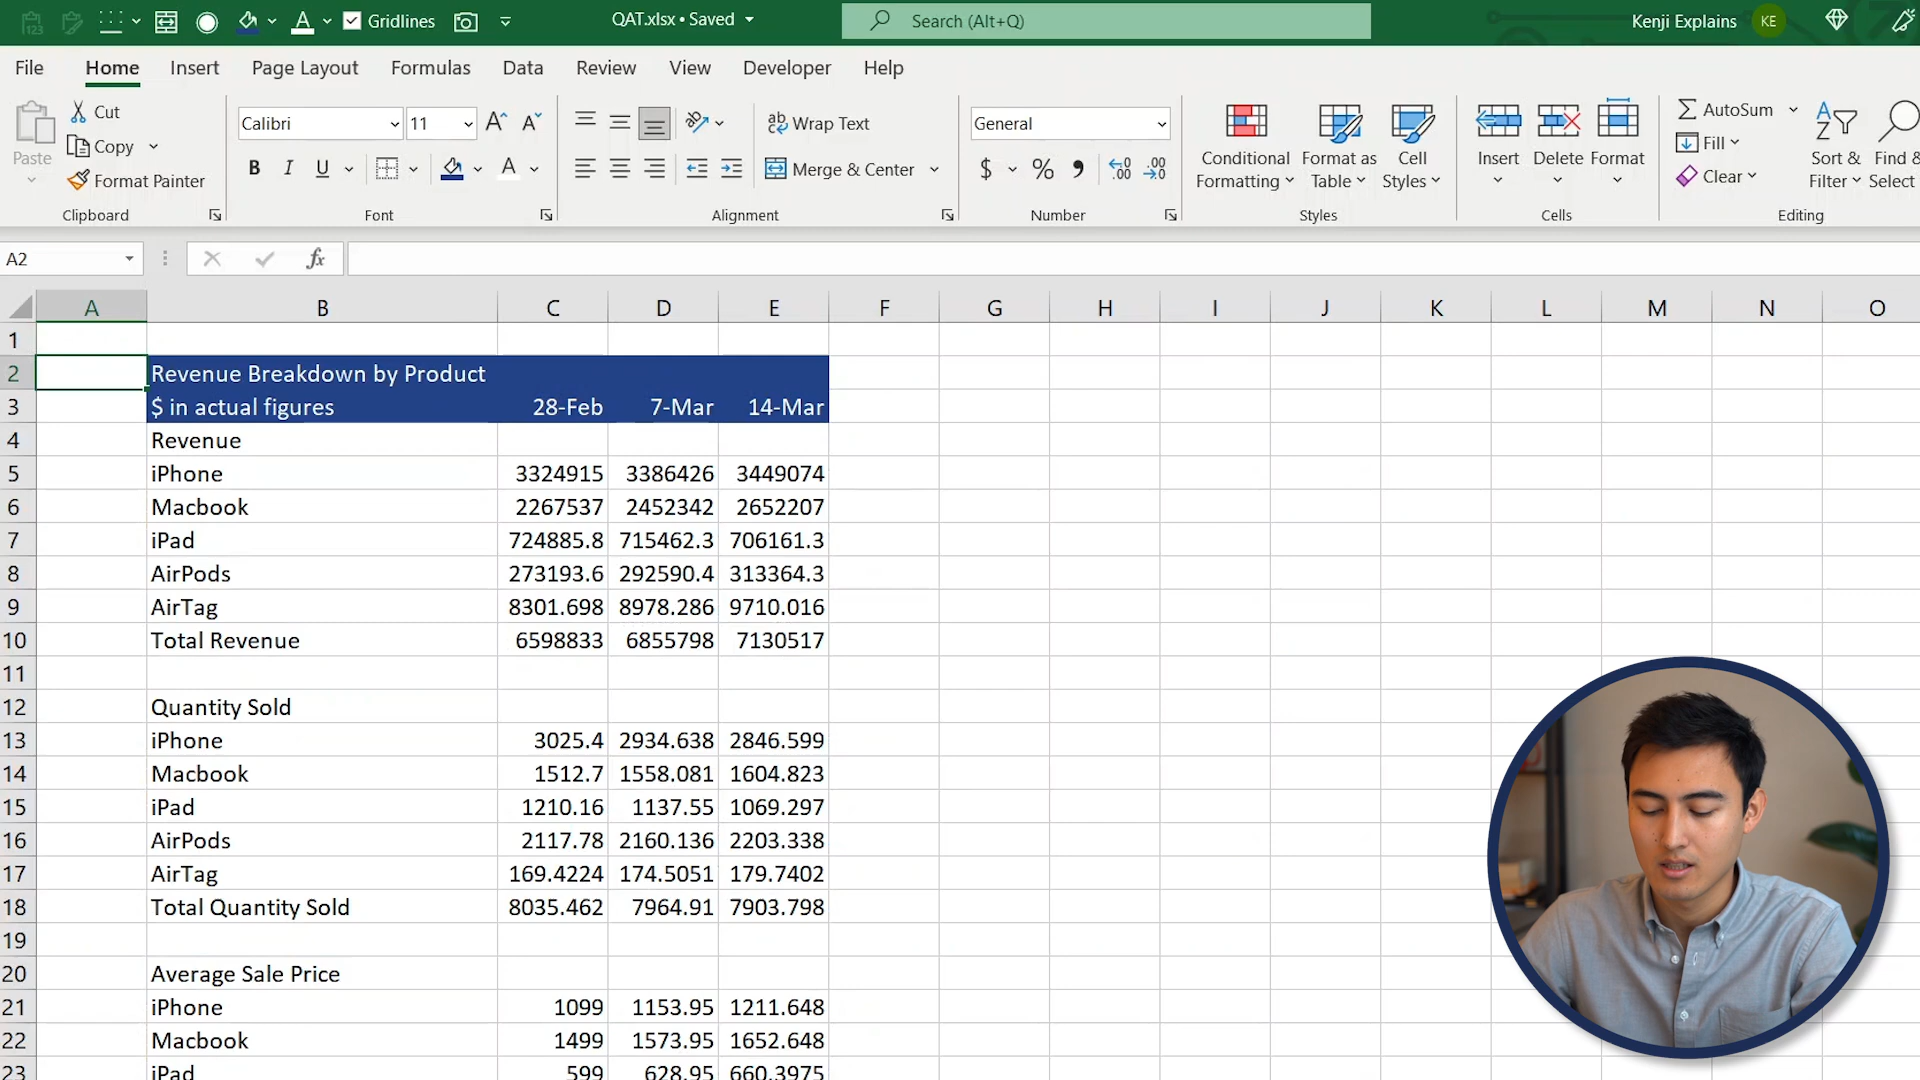 Gridlines
QAT.xlsx • Saved
Search (Alt+Q)
Kenji Explains
KE
File Home Insert Page Layout Formulas Data Review View Developer Help
Paste
Cut
Copy
Format Painter
Clipboard
Calibri 11
B I U
Font
Wrap Text
Merge & Center
Alignment
General
$ % ,
Number
Conditional Formatting
Format as Table
Cell Styles
Styles
Insert Delete Format
Cells
AutoSum
Fill
Clear
Sort & Filter
Find & Select
Editing
A2 fx
A B C D E F G H I J K L M N O
1
2 Revenue Breakdown by Product
3 $ in actual figures 28-Feb 7-Mar 14-Mar
4 Revenue
5 iPhone 3324915 3386426 3449074
6 Macbook 2267537 2452342 2652207
7 iPad 724885.8 715462.3 706161.3
8 AirPods 273193.6 292590.4 313364.3
9 AirTag 8301.698 8978.286 9710.016
10 Total Revenue 6598833 6855798 7130517
11
12 Quantity Sold
13 iPhone 3025.4 2934.638 2846.599
14 Macbook 1512.7 1558.081 1604.823
15 iPad 1210.16 1137.55 1069.297
16 AirPods 2117.78 2160.136 2203.338
17 AirTag 169.4224 174.5051 179.7402
18 Total Quantity Sold 8035.462 7964.91 7903.798
19
20 Average Sale Price
21 iPhone 1099 1153.95 1211.648
22 Macbook 1499 1573.95 1652.648
23 iPad 599 628.95 660.3975